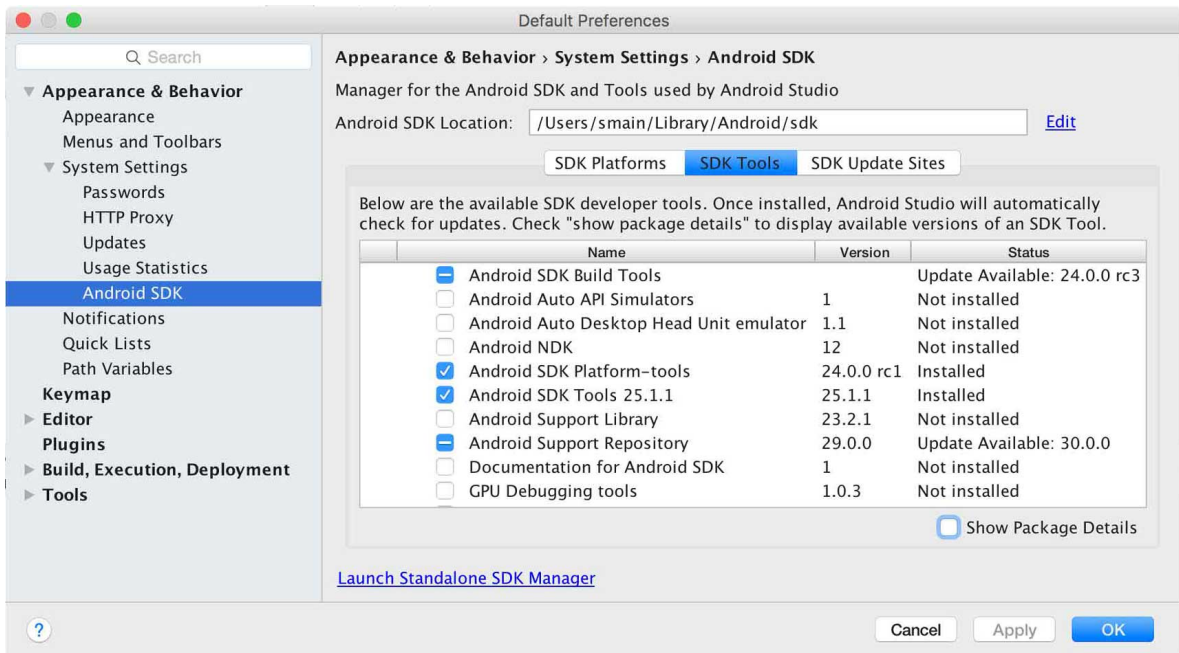 Default Preferences
Search
Appearance & Behavior
Appearance
Menus and Toolbars
System Settings
Passwords
HTTP Proxy
Updates
Usage Statistics
Android SDK
Notifications
Quick Lists
Path Variables
Keymap
Editor
Plugins
Build, Execution, Deployment
Tools
Appearance & Behavior › System Settings › Android SDK
Manager for the Android SDK and Tools used by Android Studio
Android SDK Location: /Users/smain/Library/Android/sdk Edit
SDK Platforms SDK Tools SDK Update Sites
Below are the available SDK developer tools. Once installed, Android Studio will automatically
check for updates. Check "show package details" to display available versions of an SDK Tool.
Name Version Status
Android SDK Build Tools Update Available: 24.0.0 rc3
Android Auto API Simulators 1 Not installed
Android Auto Desktop Head Unit emulator 1.1 Not installed
Android NDK 12 Not installed
Android SDK Platform-tools 24.0.0 rc1 Installed
Android SDK Tools 25.1.1 25.1.1 Installed
Android Support Library 23.2.1 Not installed
Android Support Repository 29.0.0 Update Available: 30.0.0
Documentation for Android SDK 1 Not installed
GPU Debugging tools 1.0.3 Not installed
Show Package Details
Launch Standalone SDK Manager
? Cancel Apply OK